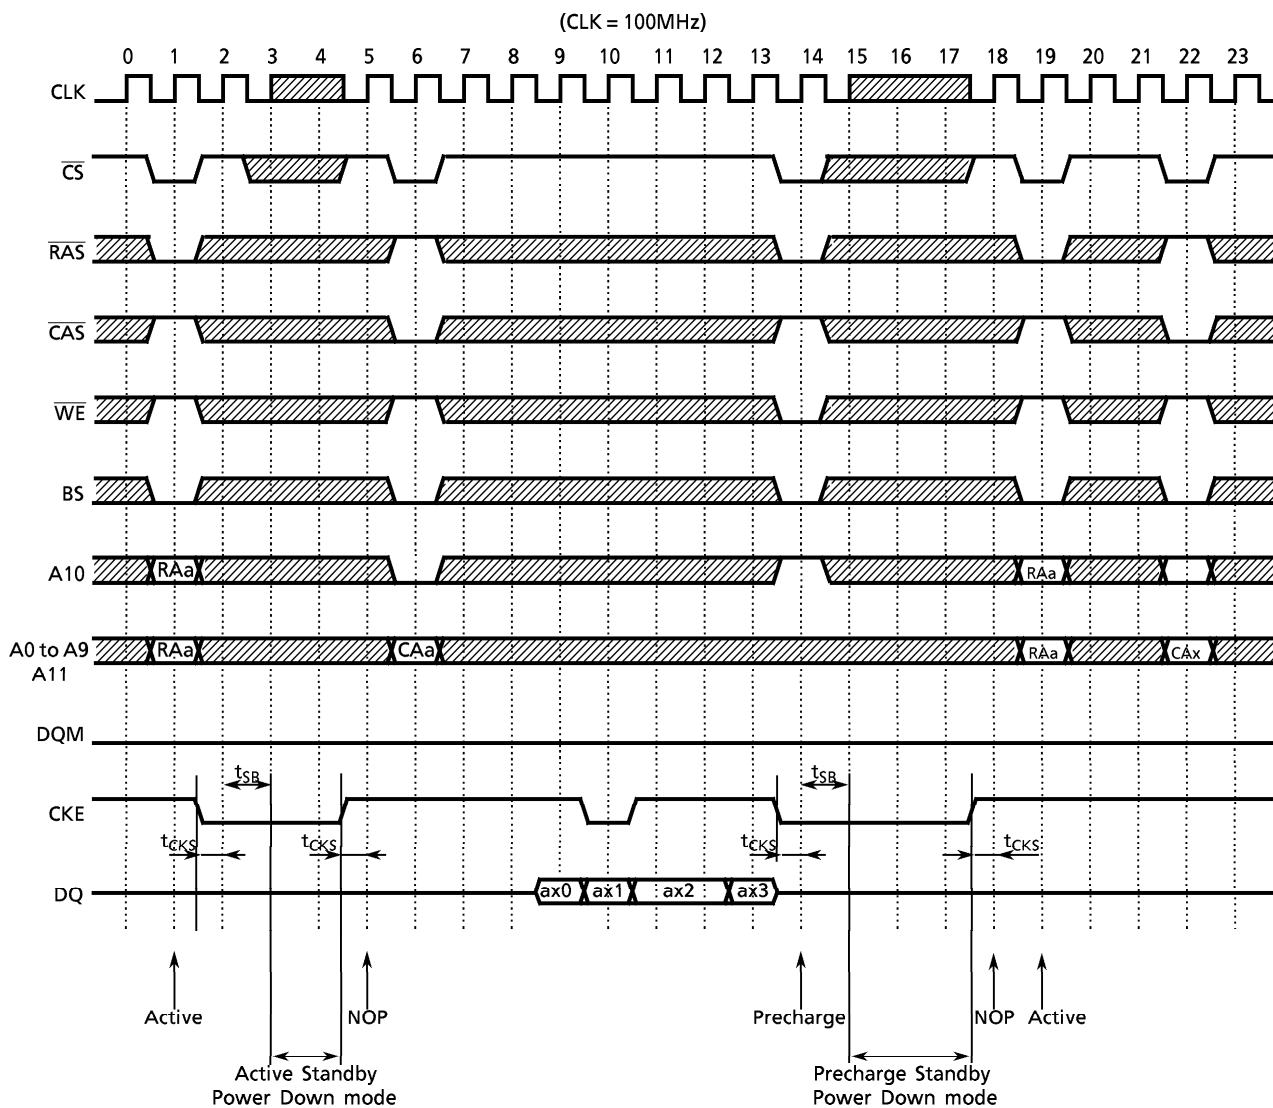 (CLK = 100MHz)
0 1 2 3 4 5 6 7 8 9 10 11 12 13 14 15 16 17 18 19 20 21 22 23
CLK
CS
RAS
CAS
WE
BS
A10 RAa RAa
A0 to A9 RAa CAa RAa CAx
A11
DQM
tSB tSB
CKE
tCKS tCKS tCKS tCKS
DQ ax0 ax1 ax2 ax3
Active NOP Precharge NOP Active
Active Standby Precharge Standby
Power Down mode Power Down mode